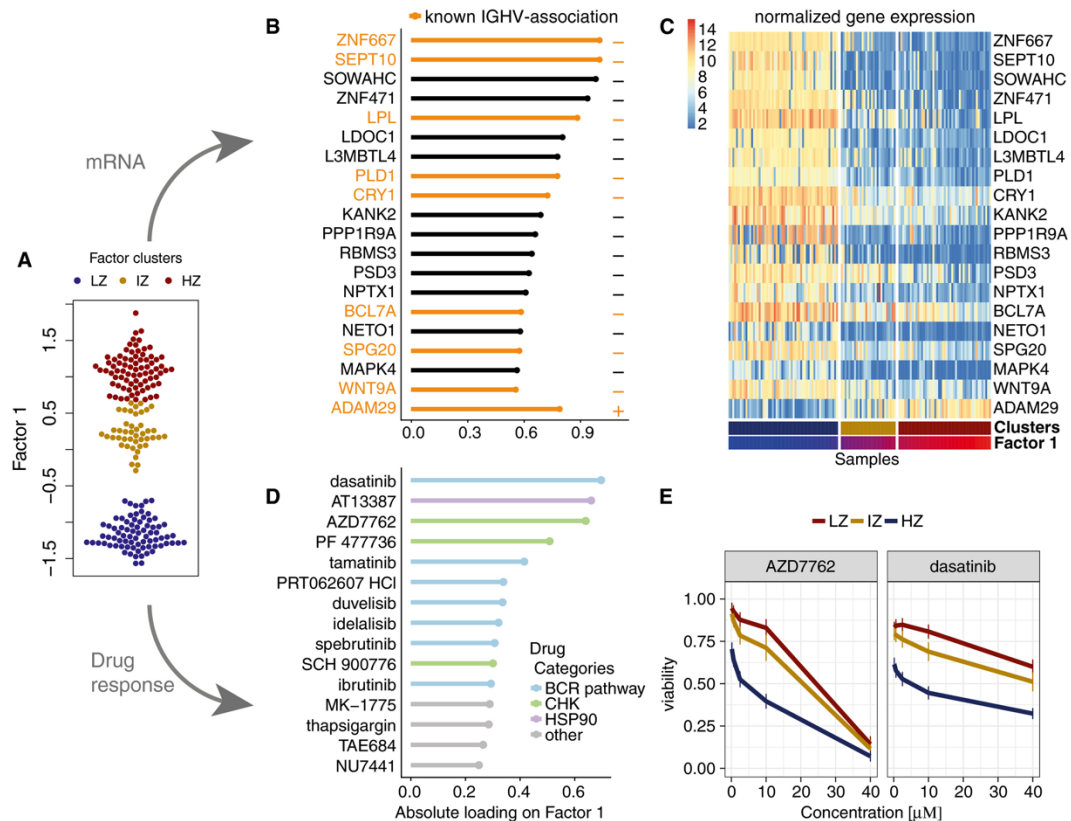 A
Factor clusters
LZ IZ HZ
Factor 1
1.5
0.5
−0.5
−1.5
mRNA
Drug
response
B
known IGHV-association
ZNF667 −
SEPT10 −
SOWAHC −
ZNF471 −
LPL −
LDOC1 −
L3MBTL4 −
PLD1 −
CRY1 −
KANK2 −
PPP1R9A −
RBMS3 −
PSD3 −
NPTX1 −
BCL7A −
NETO1 −
SPG20 −
MAPK4 −
WNT9A −
ADAM29 +
0.0 0.3 0.6 0.9
C
normalized gene expression
14
12
10
8
6
4
2
ZNF667
SEPT10
SOWAHC
ZNF471
LPL
LDOC1
L3MBTL4
PLD1
CRY1
KANK2
PPP1R9A
RBMS3
PSD3
NPTX1
BCL7A
NETO1
SPG20
MAPK4
WNT9A
ADAM29
Clusters
Factor 1
Samples
D
dasatinib
AT13387
AZD7762
PF 477736
tamatinib
PRT062607 HCl
duvelisib
idelalisib
spebrutinib
SCH 900776
ibrutinib
MK−1775
thapsigargin
TAE684
NU7441
Drug
Categories
BCR pathway
CHK
HSP90
other
0.0 0.2 0.4 0.6
Absolute loading on Factor 1
E
LZ IZ HZ
AZD7762 dasatinib
viability
1.00
0.75
0.50
0.25
0.00
0 10 20 30 40 0 10 20 30 40
Concentration [μM]